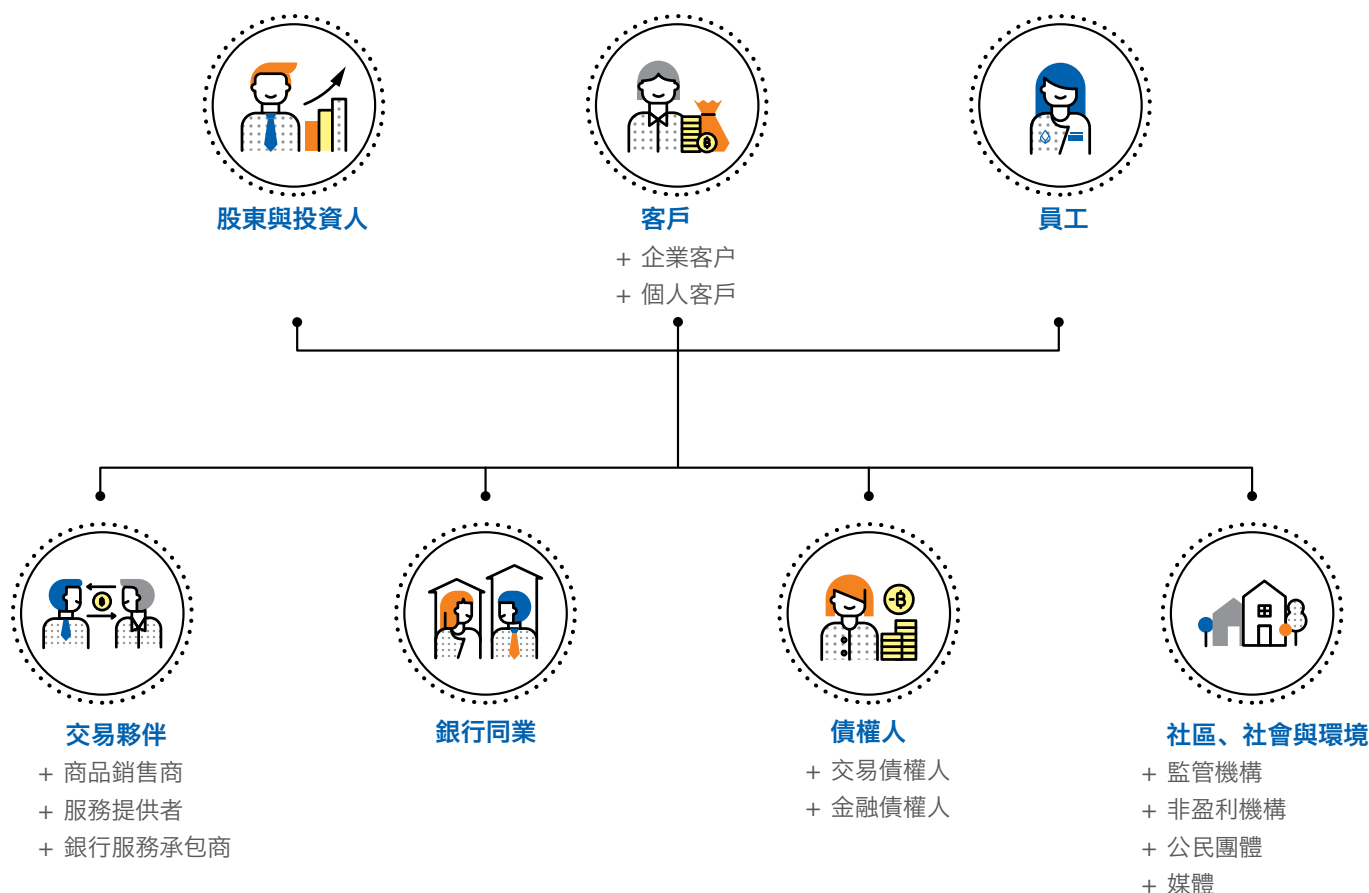 股東與投資人
客戶
+ 企業客户
+ 個人客戶
員工
交易夥伴
+ 商品銷售商
+ 服務提供者
+ 銀行服務承包商
銀行同業
債權人
+ 交易債權人
+ 金融債權人
社區、社會與環境
+ 監管機構
+ 非盈利機構
+ 公民團體
+ 媒體